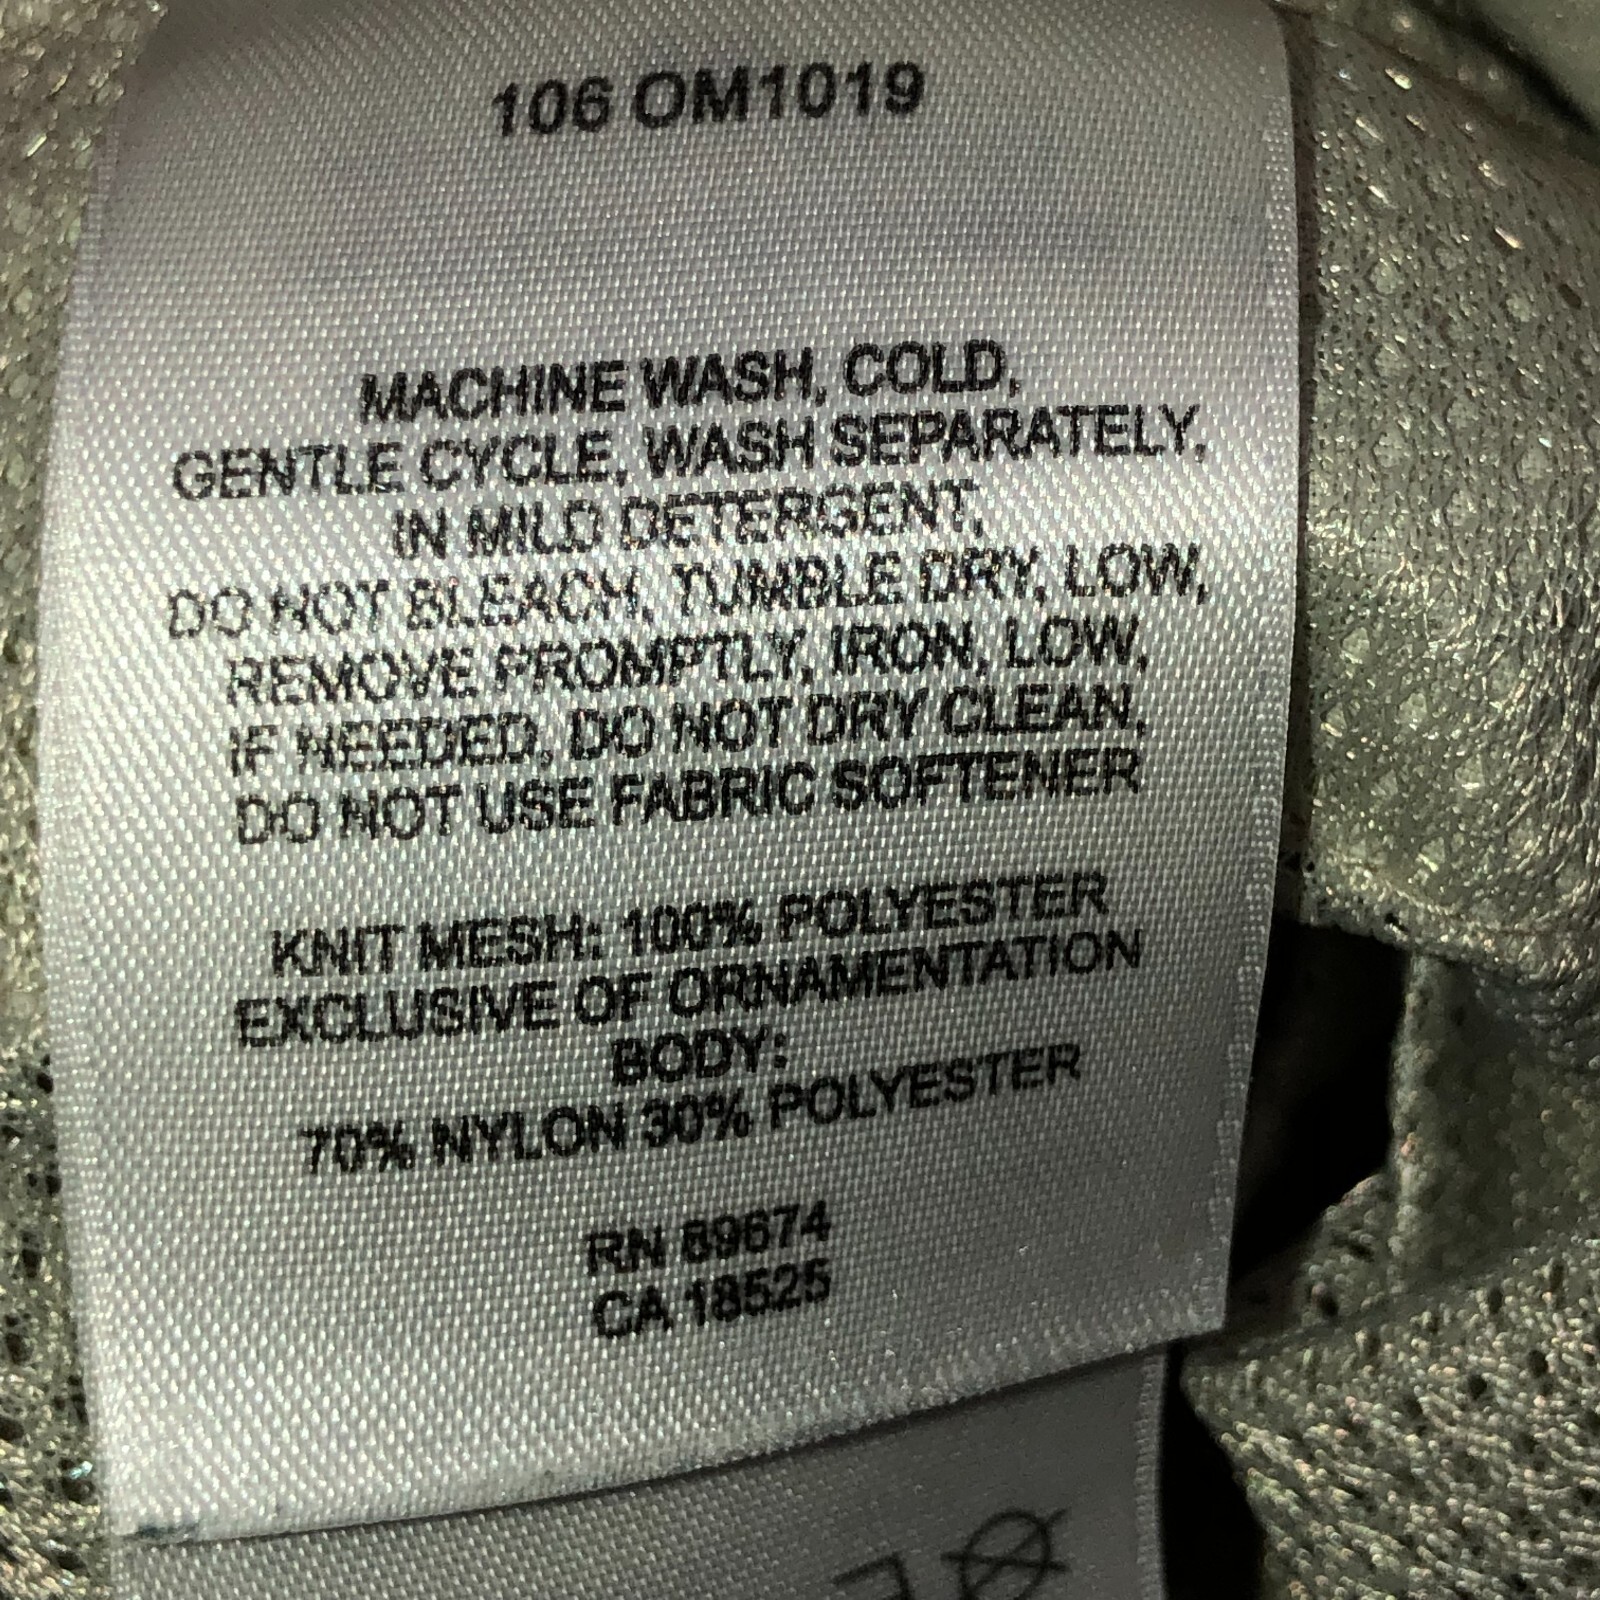 106 OM1019
MACHINE WASH, COLD,
GENTLE CYCLE, WASH SEPARATELY,
IN MILD DETERGENT,
DO NOT BLEACH, TUMBLE DRY, LOW,
REMOVE PROMPTLY, IRON, LOW,
IF NEEDED, DO NOT DRY CLEAN,
DO NOT USE FABRIC SOFTENER
KNIT MESH: 100% POLYESTER
EXCLUSIVE OF ORNAMENTATION
BODY:
70% NYLON 30% POLYESTER
RN 89674
CA 18525